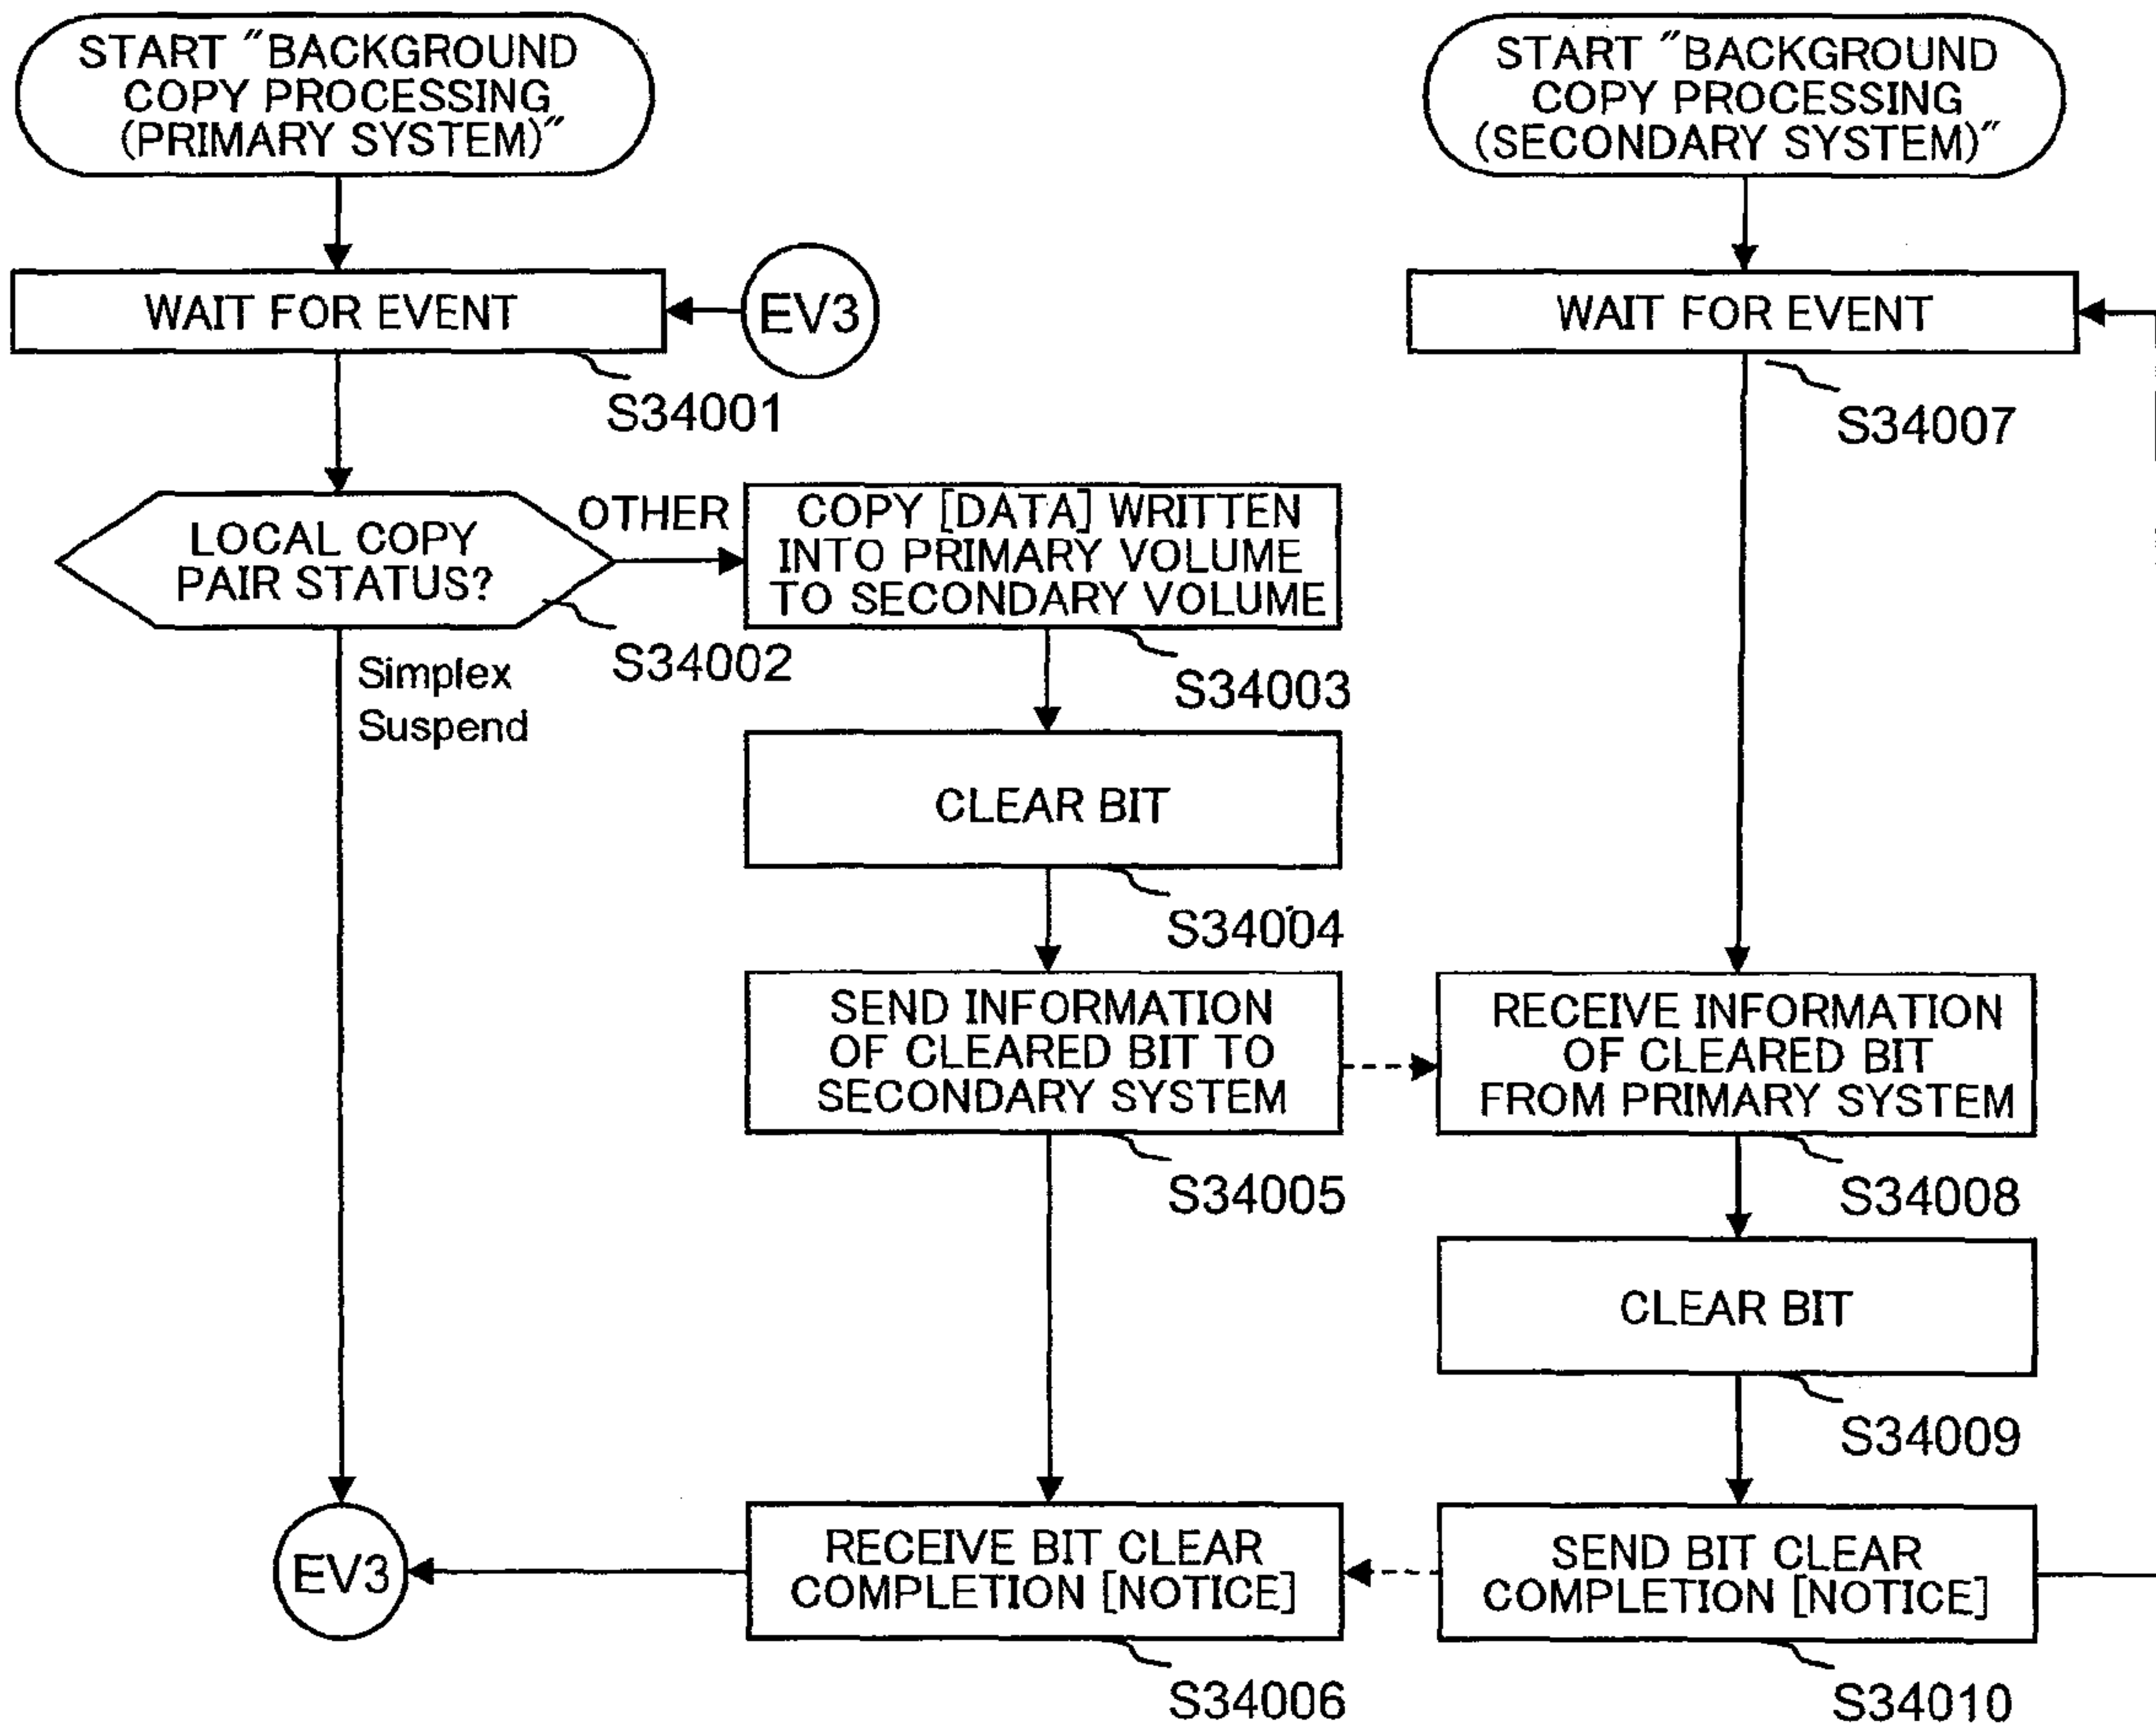 START "BACKGROUND
COPY PROCESSING
(PRIMARY SYSTEM)"
WAIT FOR EVENT
EV3
S34001
LOCAL COPY
PAIR STATUS?
S34002
OTHER
Simplex
Suspend
COPY [DATA] WRITTEN
INTO PRIMARY VOLUME
TO SECONDARY VOLUME
S34003
CLEAR BIT
S34004
SEND INFORMATION
OF CLEARED BIT TO
SECONDARY SYSTEM
S34005
RECEIVE BIT CLEAR
COMPLETION [NOTICE]
S34006
EV3
START "BACKGROUND
COPY PROCESSING
(SECONDARY SYSTEM)"
WAIT FOR EVENT
S34007
RECEIVE INFORMATION
OF CLEARED BIT
FROM PRIMARY SYSTEM
S34008
CLEAR BIT
S34009
SEND BIT CLEAR
COMPLETION [NOTICE]
S34010